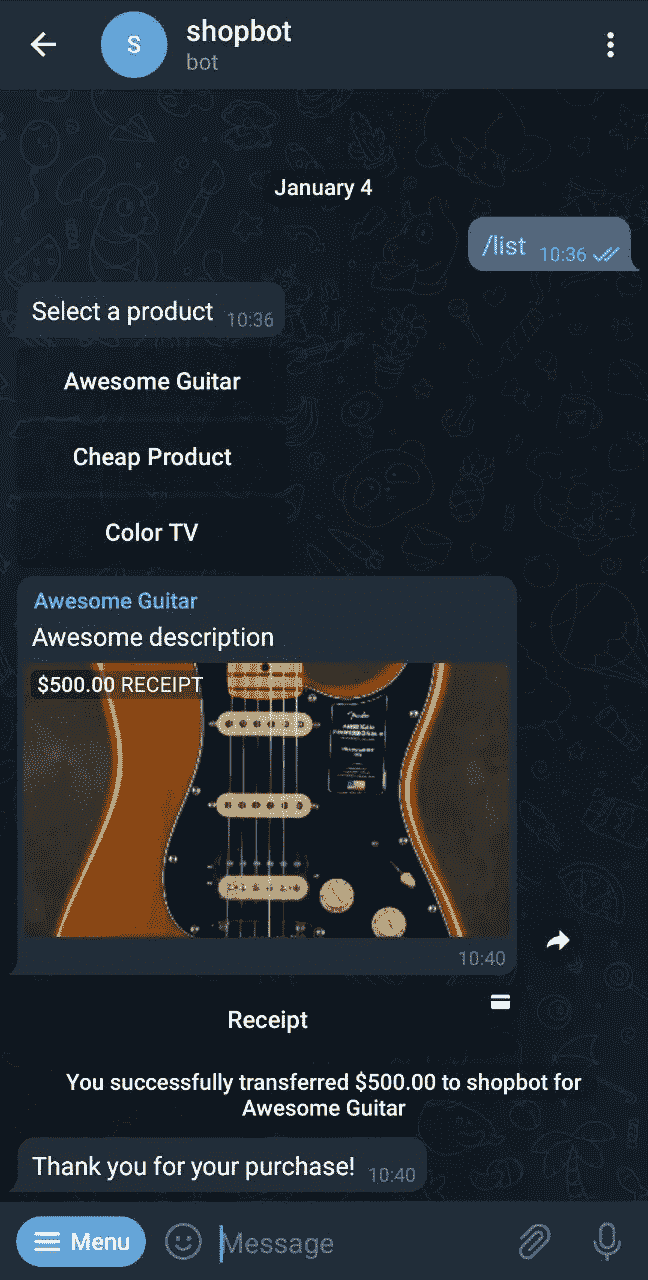 S
shopbot
bot
January 4
/list 10:36
Select a product 10:36
Awesome Guitar
Cheap Product
Color TV
Awesome Guitar
Awesome description
$500.00 RECEIPT
Fender
10:40
Receipt
You successfully transferred $500.00 to shopbot for
Awesome Guitar
Thank you for your purchase! 10:40
Menu
Message